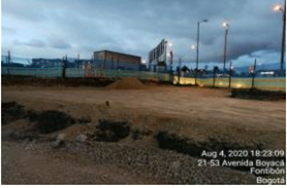 Aug 4, 2020 18:23:09
21-53 Avenida Boyacá
Fontibón
Bogotá